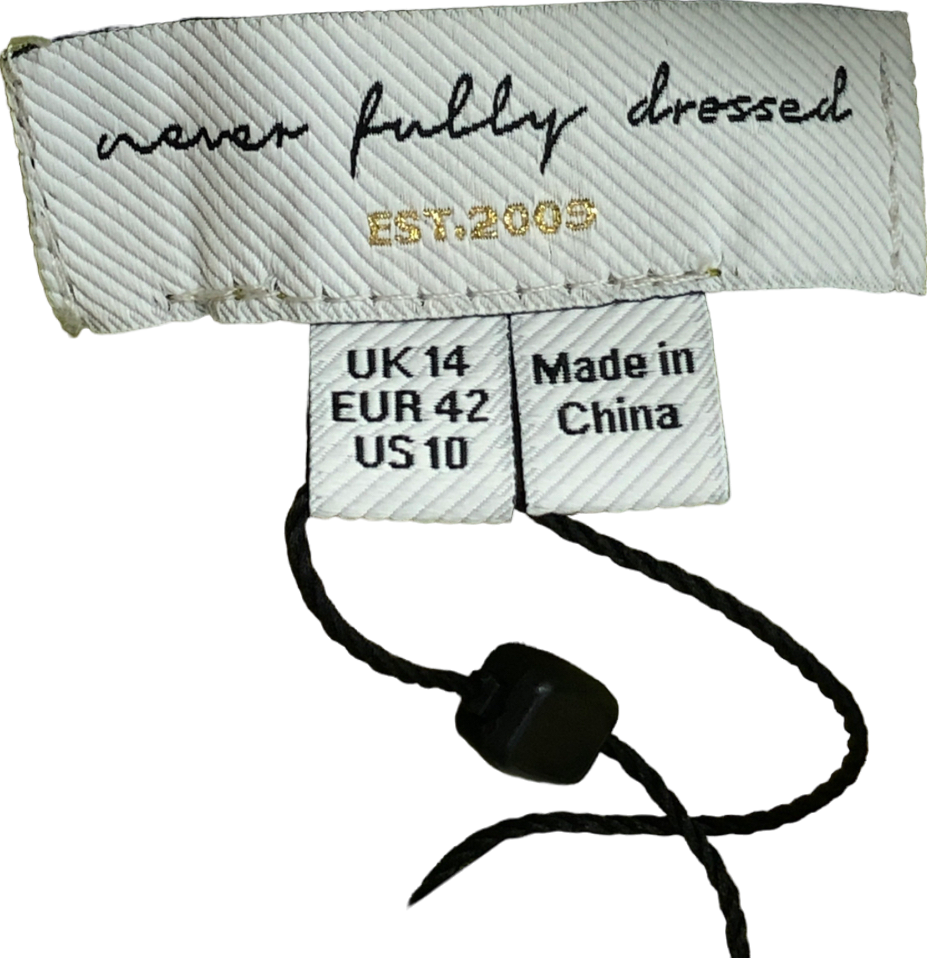 never fully dressed
EST.2009
UK 14
EUR 42
US 10
Made in
China